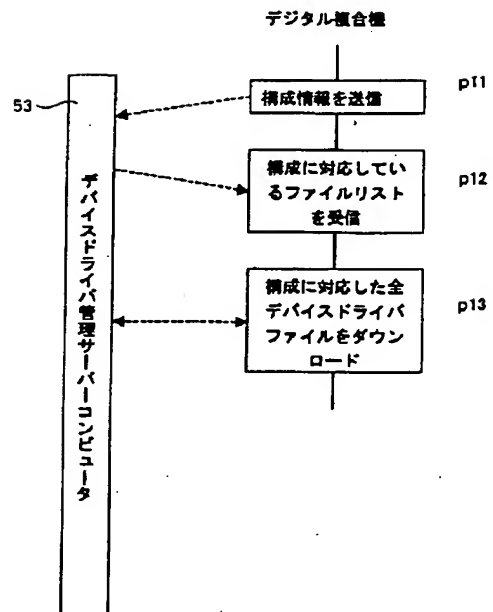 デジタル複合機
構成情報を送信
p11
53
構成に対応してい
るファイルリスト
を受信
p12
構成に対応した全
デバイスドライバ
ファイルをダウン
ロード
p13
デバイスドライバ管理サーバーコンピュータ